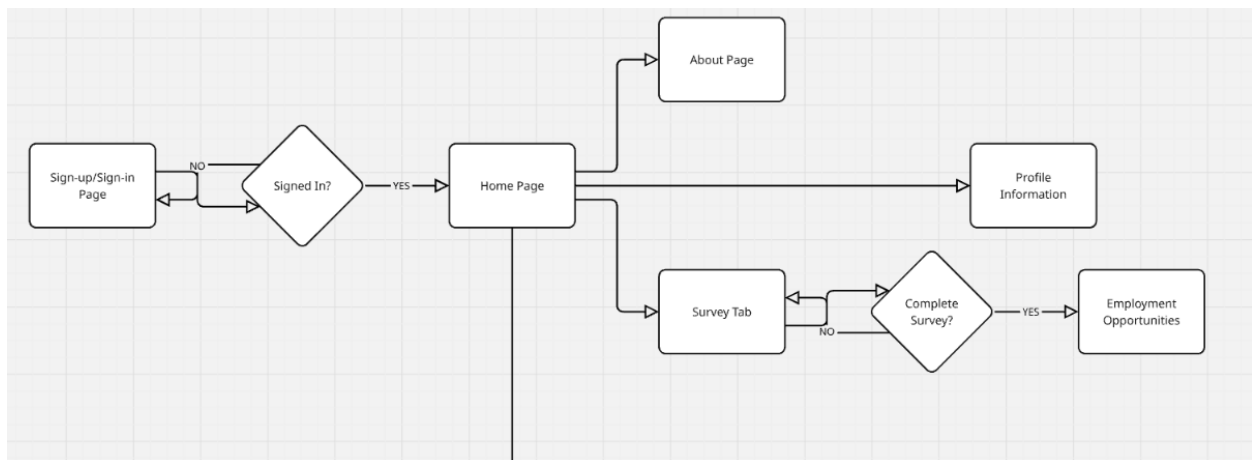 About Page
Sign-up/Sign-in
Page
NO
Signed In?
YES
Home Page
Profile
Information
Survey Tab
NO
Complete
Survey?
YES
Employment
Opportunities